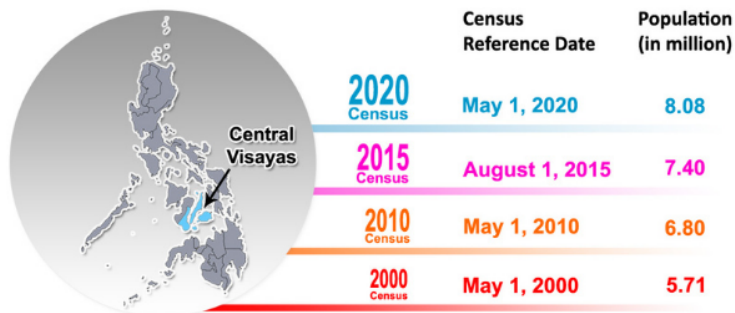 Census Population
Reference Date (in million)
2020
Census May 1, 2020 8.08
Central
Visayas
2015
Census August 1, 2015 7.40
2010
Census May 1, 2010 6.80
2000
Census May 1, 2000 5.71